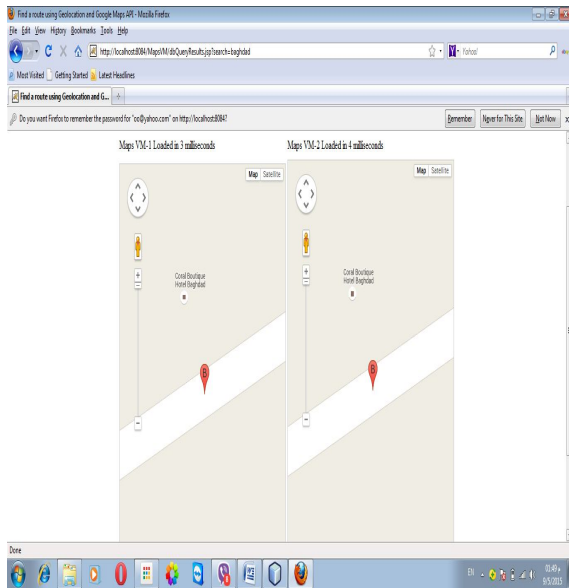 Find a route using Geolocation and Google Maps API - Mozilla Firefox
File Edit View History Bookmarks Tools Help
http://localhost:8084/MapsVM/dbQueryResults.jsp?search=baghdad
Yahoo!
Most Visited Getting Started Latest Headlines
Find a route using Geolocation and G...
Do you want Firefox to remember the password for "oo@yahoo.com" on http://localhost:8084?
Remember Never for This Site Not Now
Maps VM-1 Loaded in 3 milliseconds
Maps VM-2 Loaded in 4 milliseconds
Map Satellite
Map Satellite
Coral Boutique
Hotel Baghdad
Coral Boutique
Hotel Baghdad
B
B
Done
EN
9/5/2015